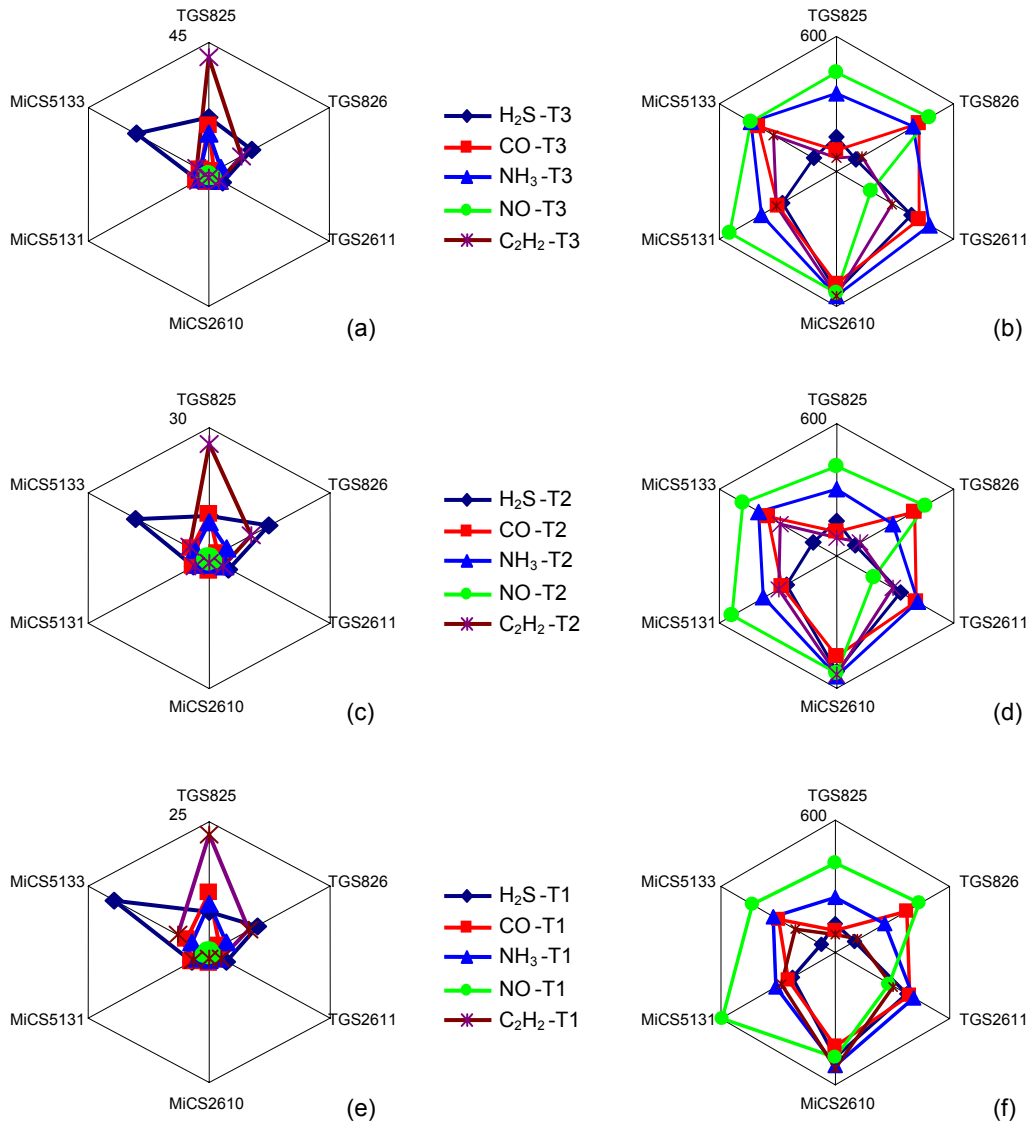 TGS825
45
MiCS5133
TGS826
MiCS5131
TGS2611
MiCS2610
(a)
H₂S-T3
CO-T3
NH₃-T3
NO-T3
C₂H₂-T3
TGS825
600
MiCS5133
TGS826
MiCS5131
TGS2611
MiCS2610
(b)
TGS825
30
MiCS5133
TGS826
MiCS5131
TGS2611
MiCS2610
(c)
H₂S-T2
CO-T2
NH₃-T2
NO-T2
C₂H₂-T2
TGS825
600
MiCS5133
TGS826
MiCS5131
TGS2611
MiCS2610
(d)
TGS825
25
MiCS5133
TGS826
MiCS5131
TGS2611
MiCS2610
(e)
H₂S-T1
CO-T1
NH₃-T1
NO-T1
C₂H₂-T1
TGS825
600
MiCS5133
TGS826
MiCS5131
TGS2611
MiCS2610
(f)